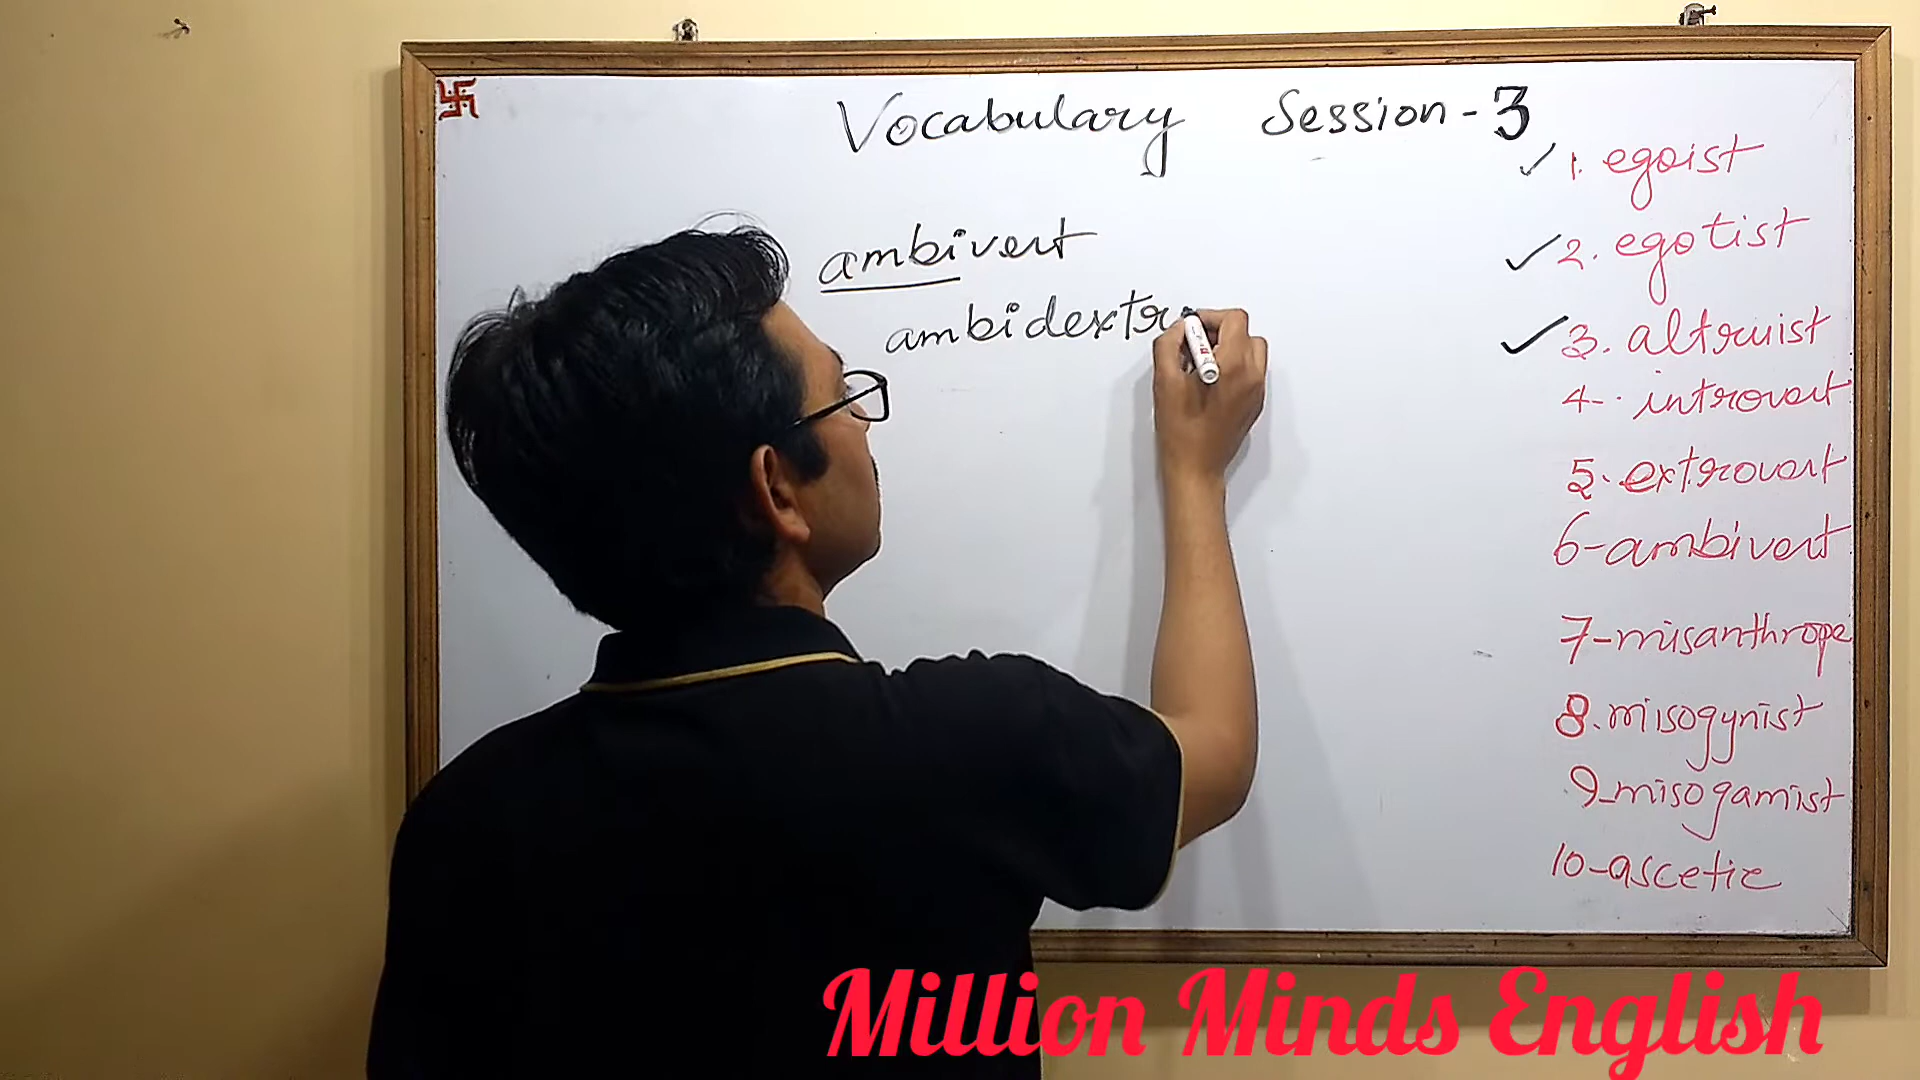 Vocabulary Session - 3
ambivert
ambidextr
✓ 1. egoist
✓ 2. egotist
✓ 3. altruist
4-. introvert
5. extrovert
6-ambivert
7-misanthrope
8. misogynist
9-misogamist
10-ascetic
Million Minds English